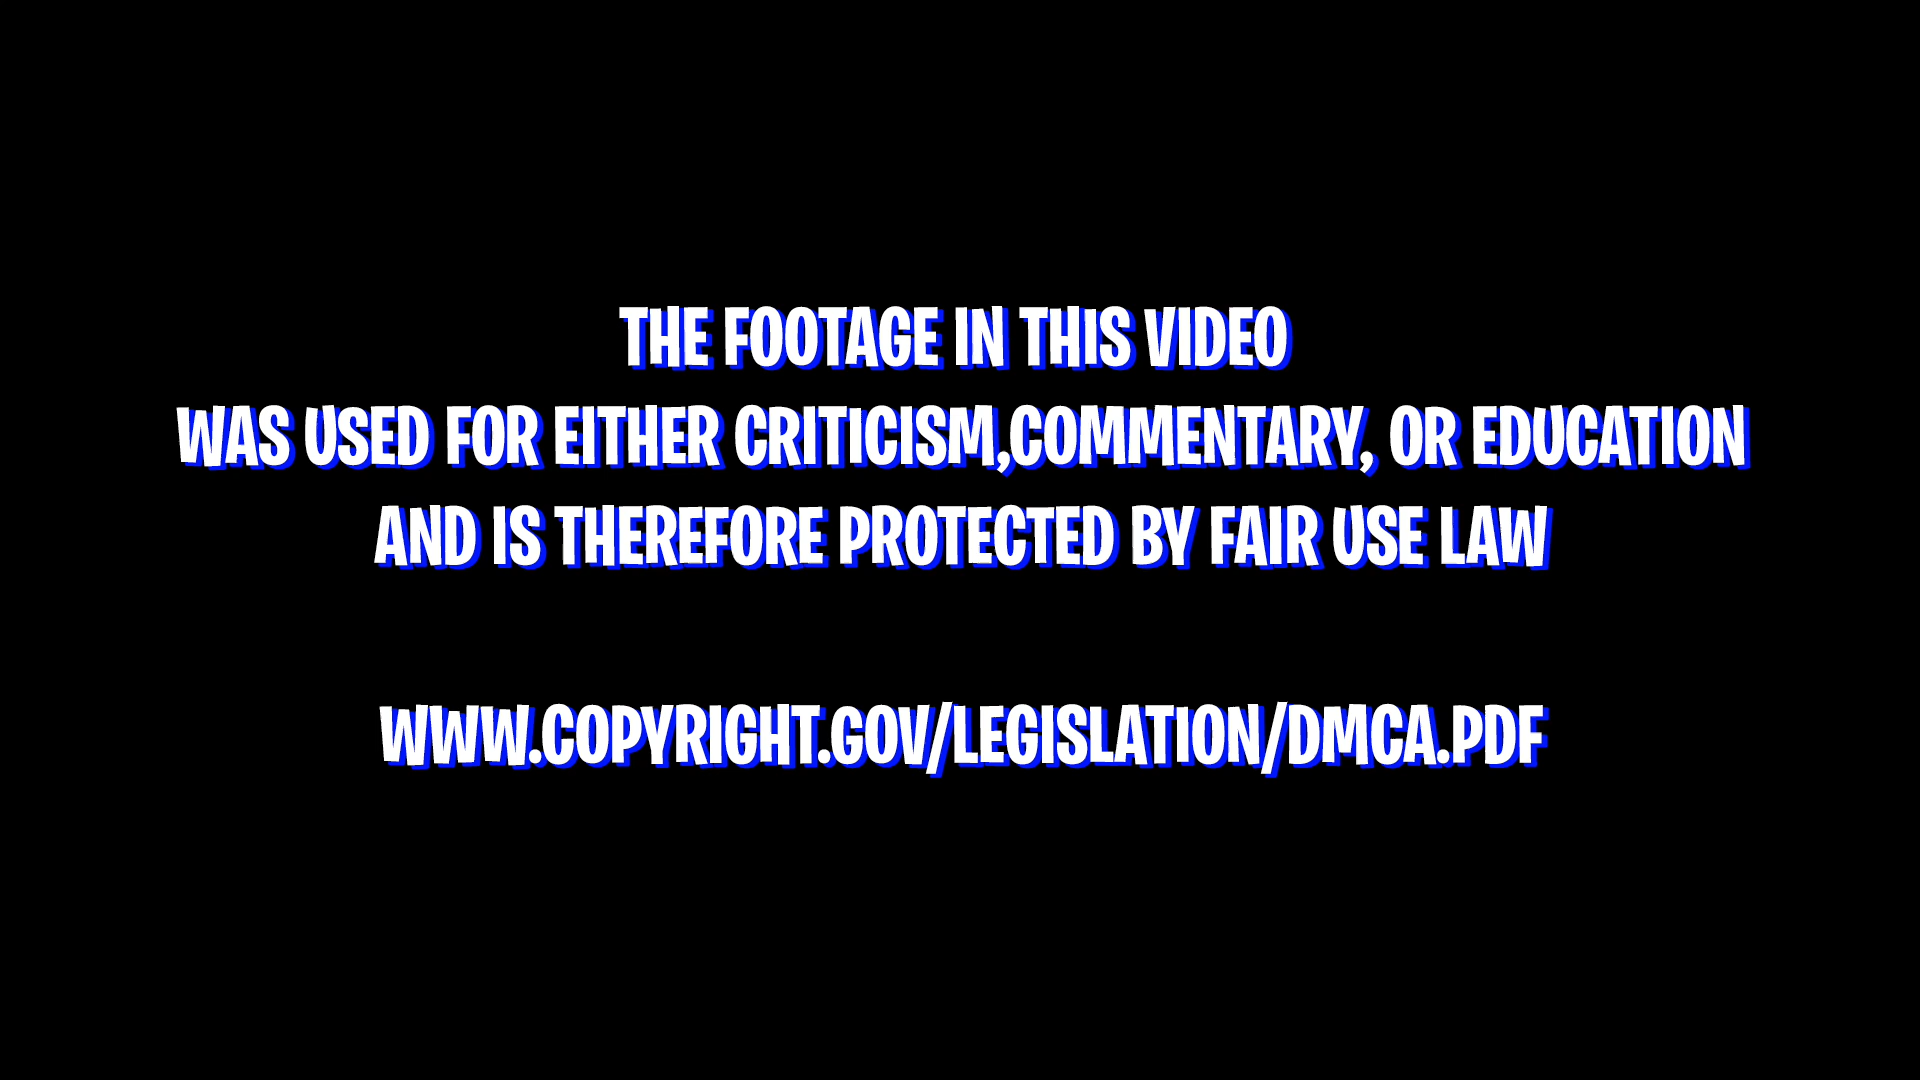 THE FOOTAGE IN THIS VIDEO
WAS USED FOR EITHER CRITICISM,COMMENTARY, OR EDUCATION
AND IS THEREFORE PROTECTED BY FAIR USE LAW
WWW.COPYRIGHT.GOV/LEGISLATION/DMCA.PDF